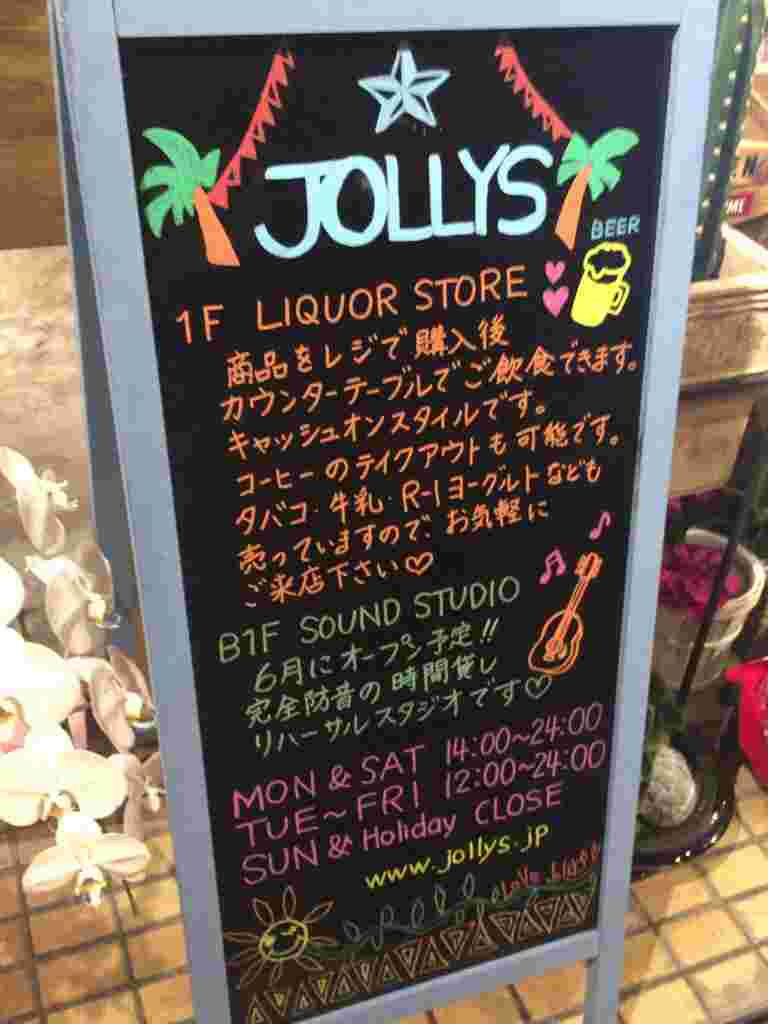 JOLLYS
BEER
1F LIQUOR STORE
商品をレジで購入後
カウンターテーブルでご飲食できます。
キャッシュオンスタイルです。
コーヒーのテイクアウトも可能です。
タバコ・牛乳・R-1ヨーグルトなども
売っていますので、お気軽に
ご来店下さい♡
B1F SOUND STUDIO
6月にオープン予定!!
完全防音の時間貸し
リハーサルスタジオです♡
MON & SAT 14:00~24:00
TUE~FRI 12:00~24:00
SUN & Holiday CLOSE
www.jollys.jp